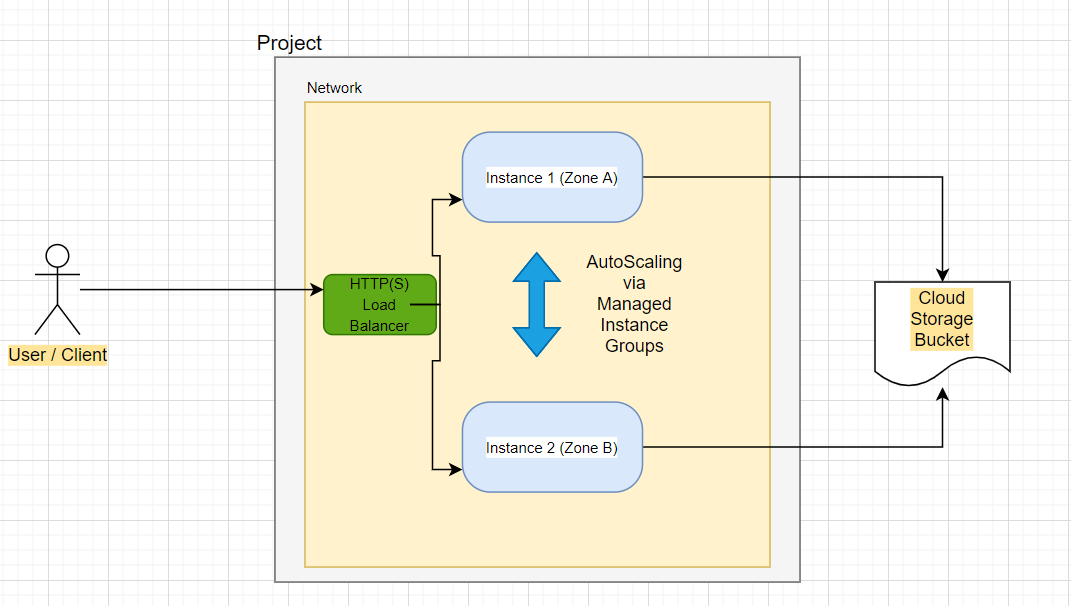 Project
Network
Instance 1 (Zone A)
AutoScaling
via
Managed
Instance
Groups
HTTP(S)
Load
Balancer
User / Client
Cloud
Storage
Bucket
Instance 2 (Zone B)